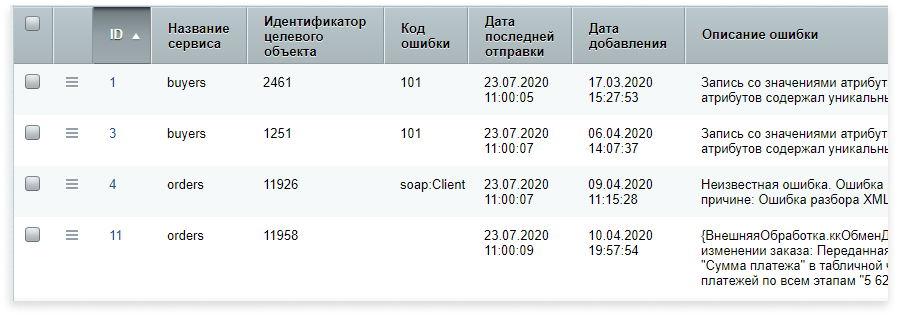 ID Название сервиса Идентификатор целевого объекта Код ошибки Дата последней отправки Дата добавления Описание ошибки
1 buyers 2461 101 23.07.2020 11:00:05 17.03.2020 15:27:53 Запись со значениями атрибут
атрибутов содержал уникальн
3 buyers 1251 101 23.07.2020 11:00:07 06.04.2020 14:07:37 Запись со значениями атрибут
атрибутов содержал уникальн
4 orders 11926 soap:Client 23.07.2020 11:00:07 09.04.2020 11:15:28 Неизвестная ошибка. Ошибка
причине: Ошибка разбора XML
11 orders 11958 23.07.2020 11:00:09 10.04.2020 19:57:54 {ВнешняяОбработка.ккОбменД
изменении заказа: Переданная
"Сумма платежа" в табличной
платежей по всем этапам "5 62